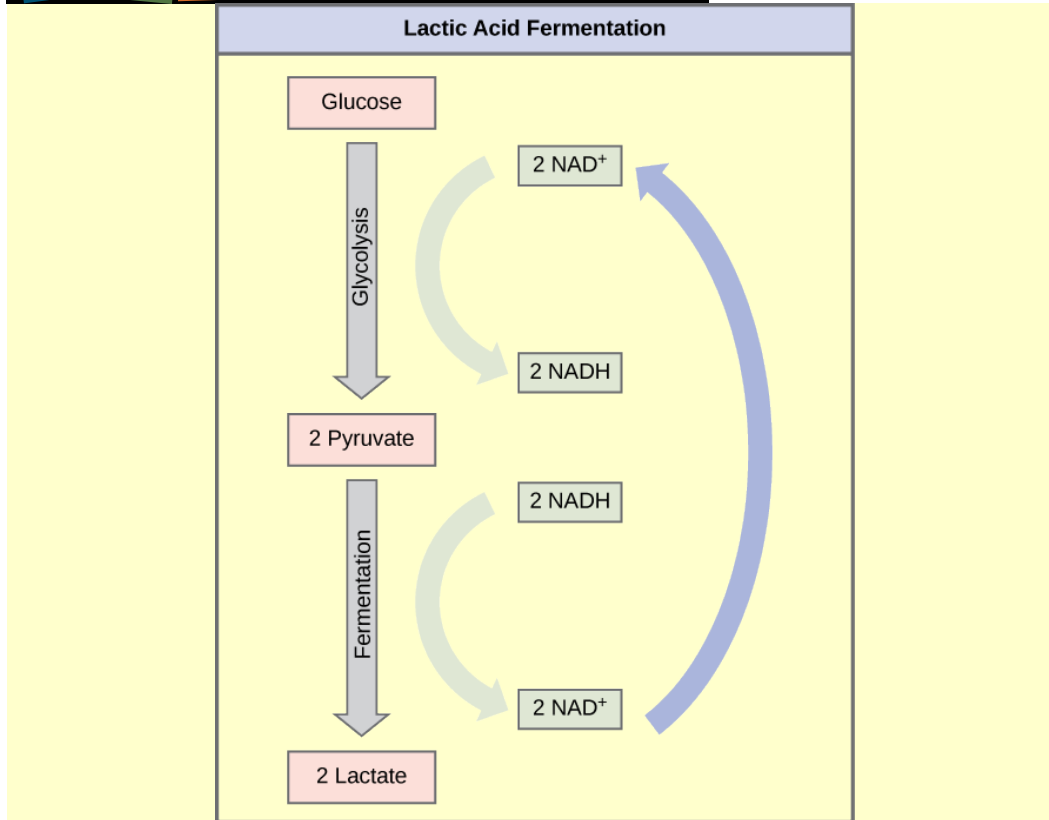 Lactic Acid Fermentation
Glucose
2 NAD⁺
Glycolysis
2 NADH
2 Pyruvate
2 NADH
Fermentation
2 NAD⁺
2 Lactate